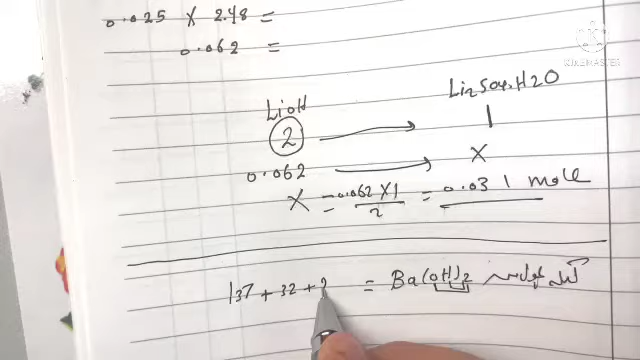 0.025 X 2.48 =
0.062 =
KINEMASTER
LiOH Li2SO4.H2O
2 → 1
0.062 → X
X = 0.062 X 1 / 2 = 0.031 mole
137 + 32 + 2 = Ba(OH)2